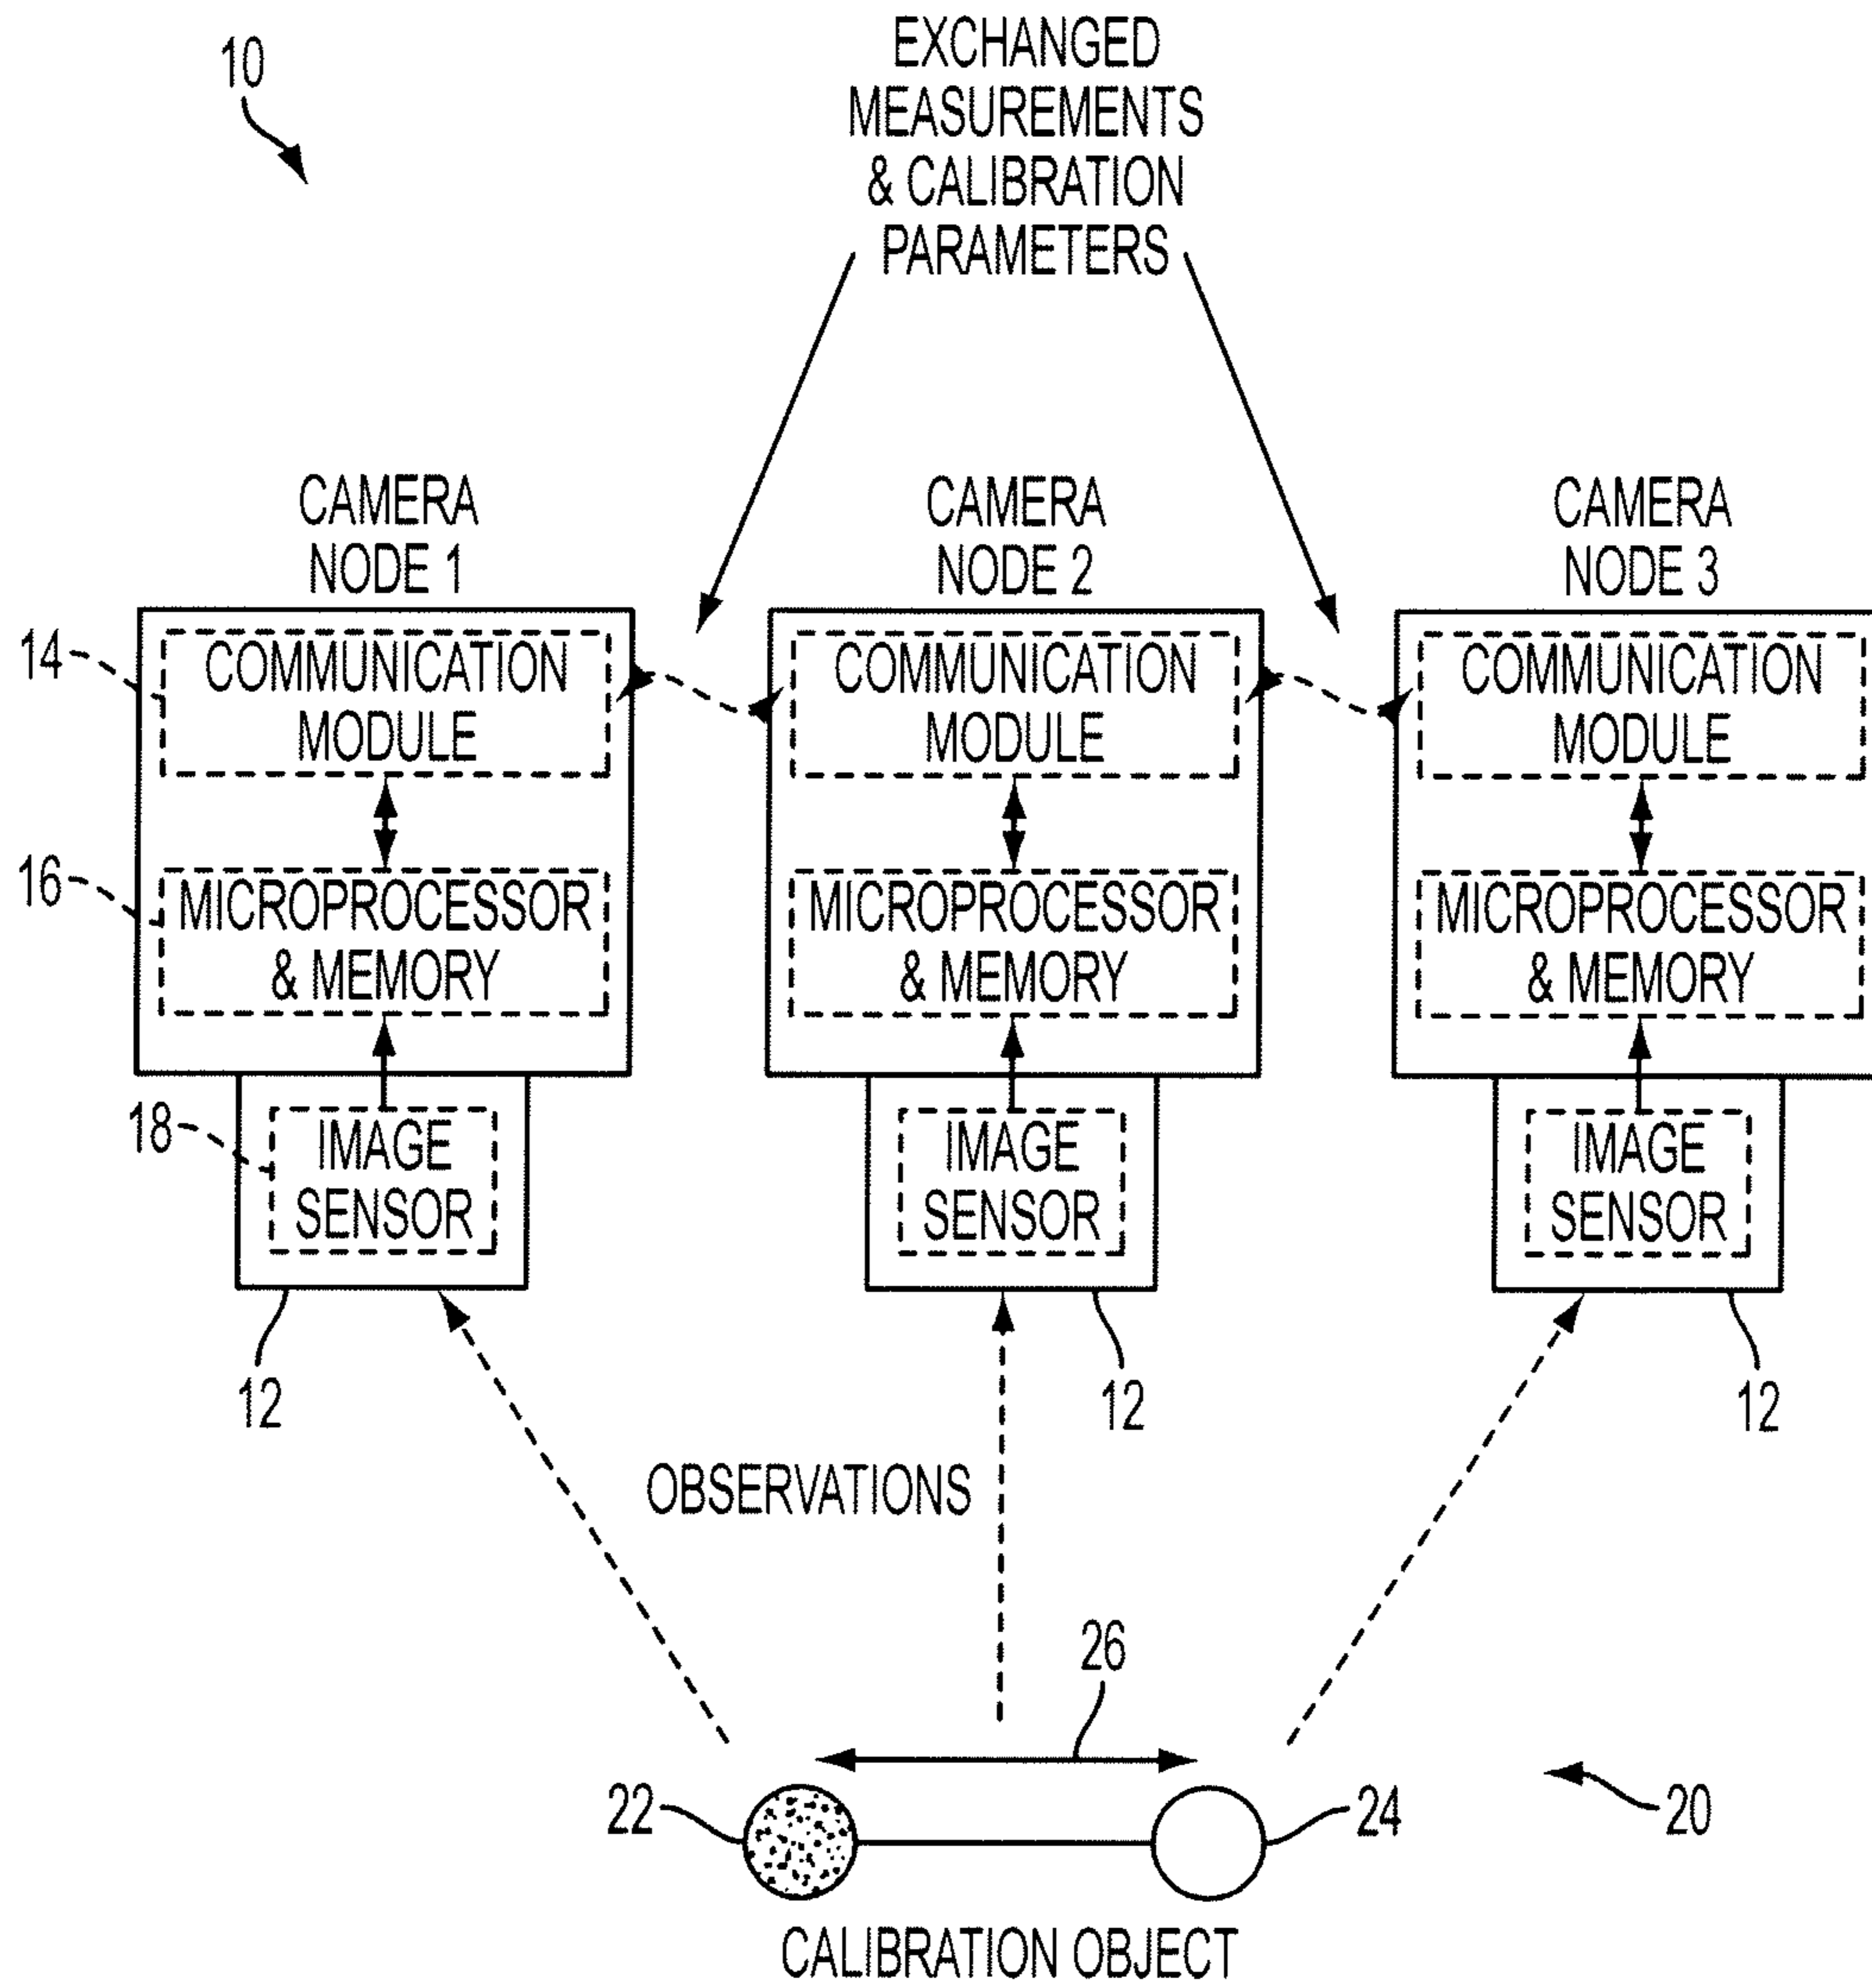 10
EXCHANGED
MEASUREMENTS
& CALIBRATION
PARAMETERS
CAMERA
NODE 1
CAMERA
NODE 2
CAMERA
NODE 3
14
COMMUNICATION
MODULE
COMMUNICATION
MODULE
COMMUNICATION
MODULE
16
MICROPROCESSOR
& MEMORY
MICROPROCESSOR
& MEMORY
MICROPROCESSOR
& MEMORY
18
IMAGE
SENSOR
IMAGE
SENSOR
IMAGE
SENSOR
12
12
12
OBSERVATIONS
26
22
24
20
CALIBRATION OBJECT